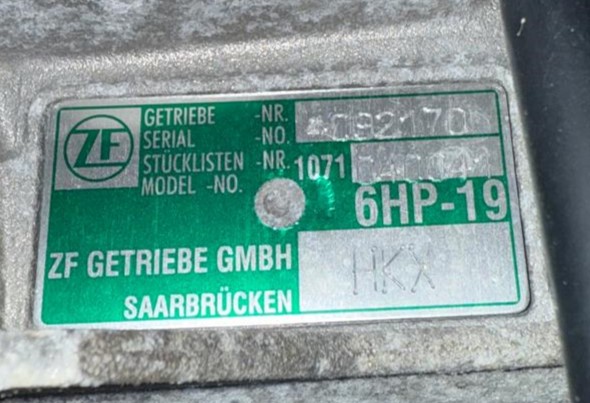 ZF
GETRIEBE -NR.
SERIAL -NO.
STÜCKLISTEN -NR. 1071
MODEL -NO.
6HP-19
ZF GETRIEBE GMBH
SAARBRÜCKEN
HKX